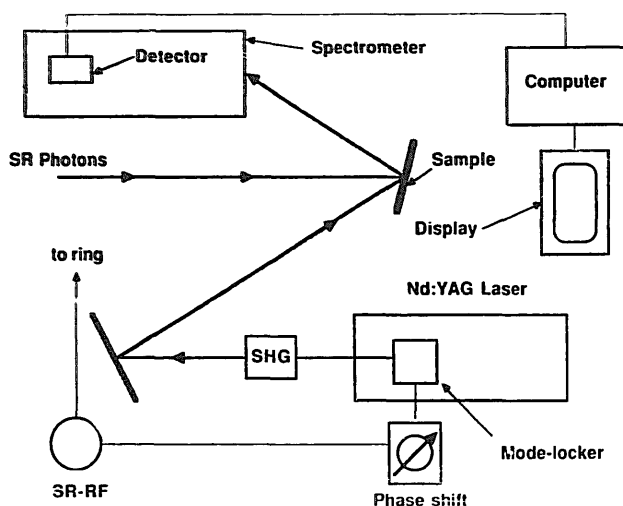 Detector
Spectrometer
Computer
SR Photons
Sample
Display
to ring
Nd:YAG Laser
SHG
Mode-locker
SR-RF
Phase shift